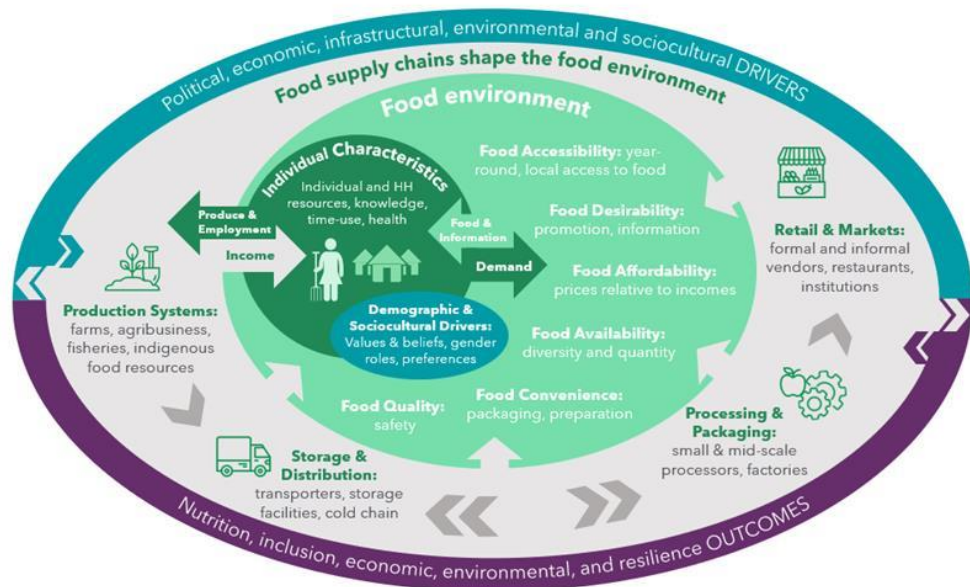 Political, economic, infrastructural, environmental and sociocultural DRIVERS
Food supply chains shape the food environment
Food environment
Individual Characteristics
Individual and HH
resources, knowledge,
time-use, health
Produce &
Employment
Income
Food &
Information
Demand
Demographic &
Sociocultural Drivers:
Values & beliefs, gender
roles, preferences
Food Accessibility: year-
round, local access to food
Food Desirability:
promotion, information
Food Affordability:
prices relative to incomes
Food Availability:
diversity and quantity
Food Convenience:
packaging, preparation
Food Quality:
safety
Production Systems:
farms, agribusiness,
fisheries, indigenous
food resources
Storage &
Distribution:
transporters, storage
facilities, cold chain
Processing &
Packaging:
small & mid-scale
processors, factories
Retail & Markets:
formal and informal
vendors, restaurants,
institutions
Nutrition, inclusion, economic, environmental, and resilience OUTCOMES